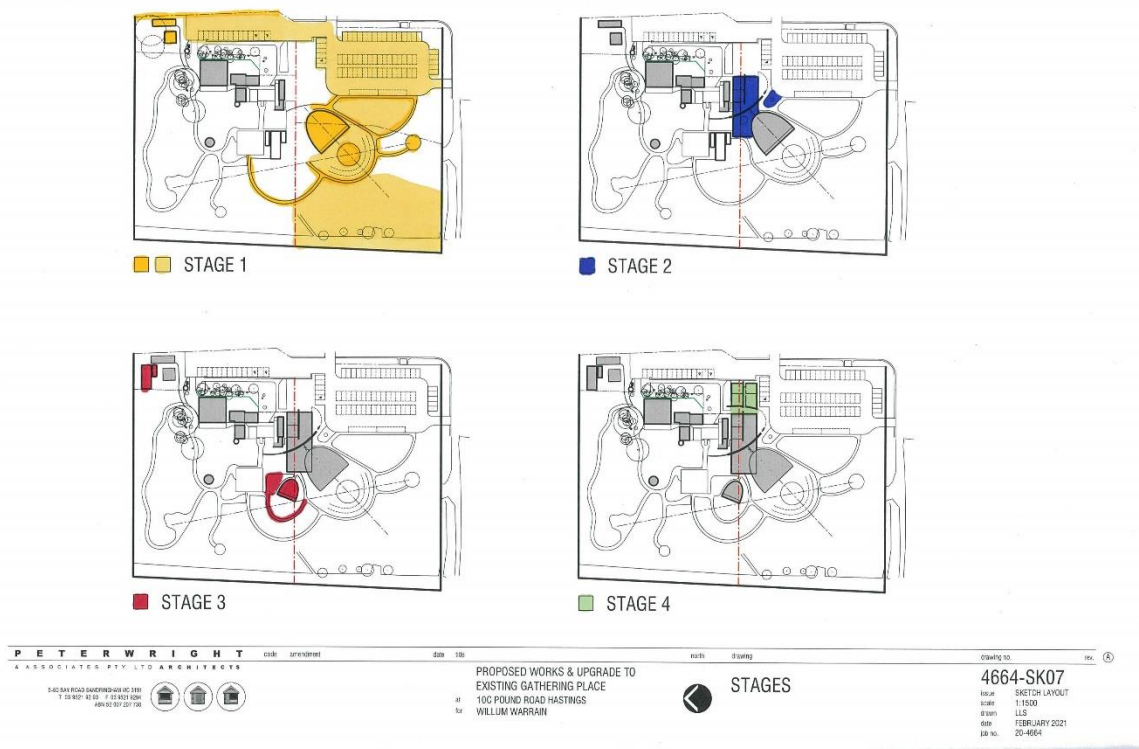 STAGE 1
STAGE 2
STAGE 3
STAGE 4
PETER WRIGHT
& ASSOCIATES PTY LTD ARCHITECTS
code amendment
date title
north
drawing
drawing no.
rev. A
PROPOSED WORKS & UPGRADE TO
EXISTING GATHERING PLACE
at 10C POUND ROAD HASTINGS
for WILLUM WARRAIN
STAGES
4664-SK07
issue SKETCH LAYOUT
scale 1:1500
drawn LLS
date FEBRUARY 2021
job no. 20-4664